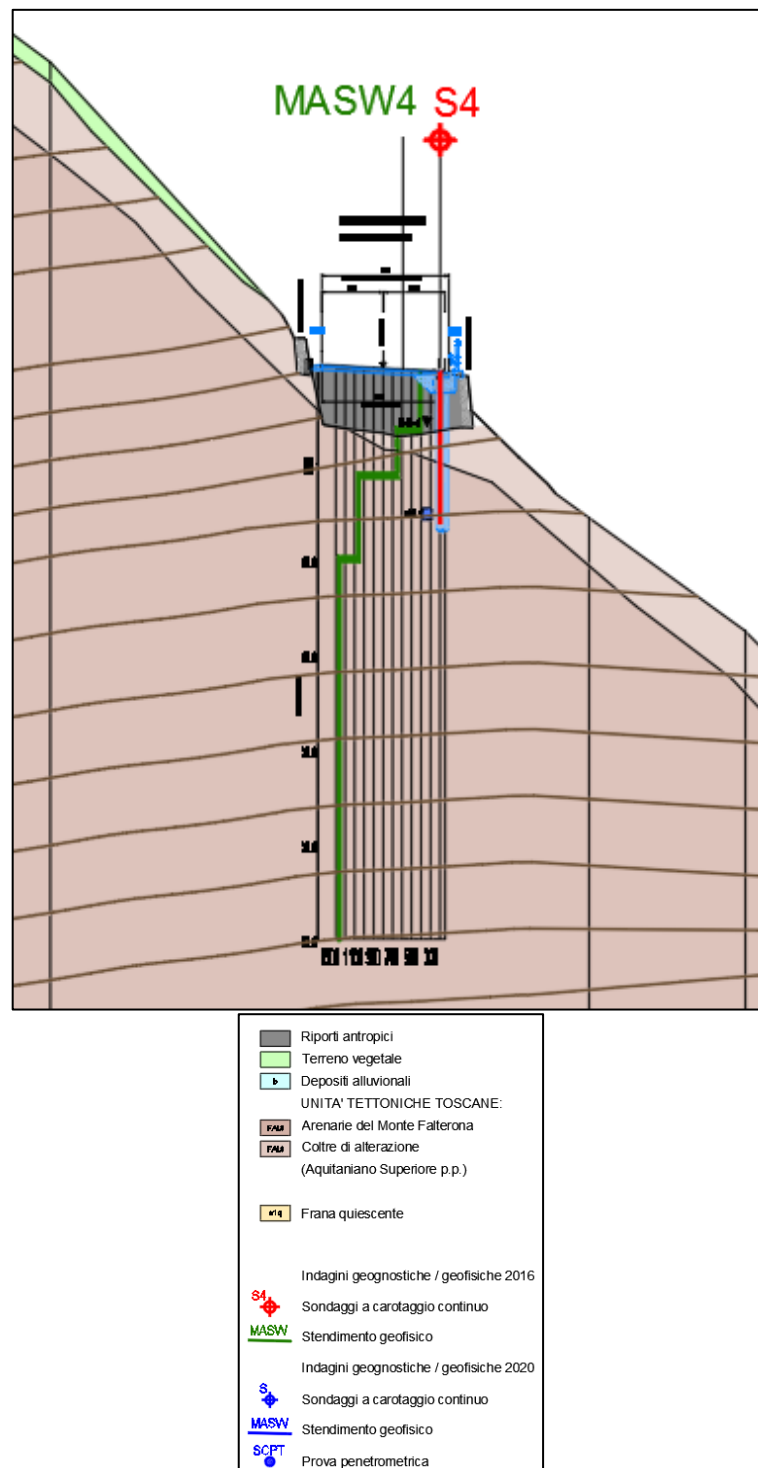 MASW4 S4
Riporti antropici
Terreno vegetale
b Depositi alluvionali
UNITA' TETTONICHE TOSCANE:
Arenarie del Monte Falterona
Coltre di alterazione
(Aquitaniano Superiore p.p.)
Frana quiescente
Indagini geognostiche / geofisiche 2016
S4 Sondaggi a carotaggio continuo
MASW Stendimento geofisico
Indagini geognostiche / geofisiche 2020
S Sondaggi a carotaggio continuo
MASW Stendimento geofisico
SCPT Prova penetrometrica